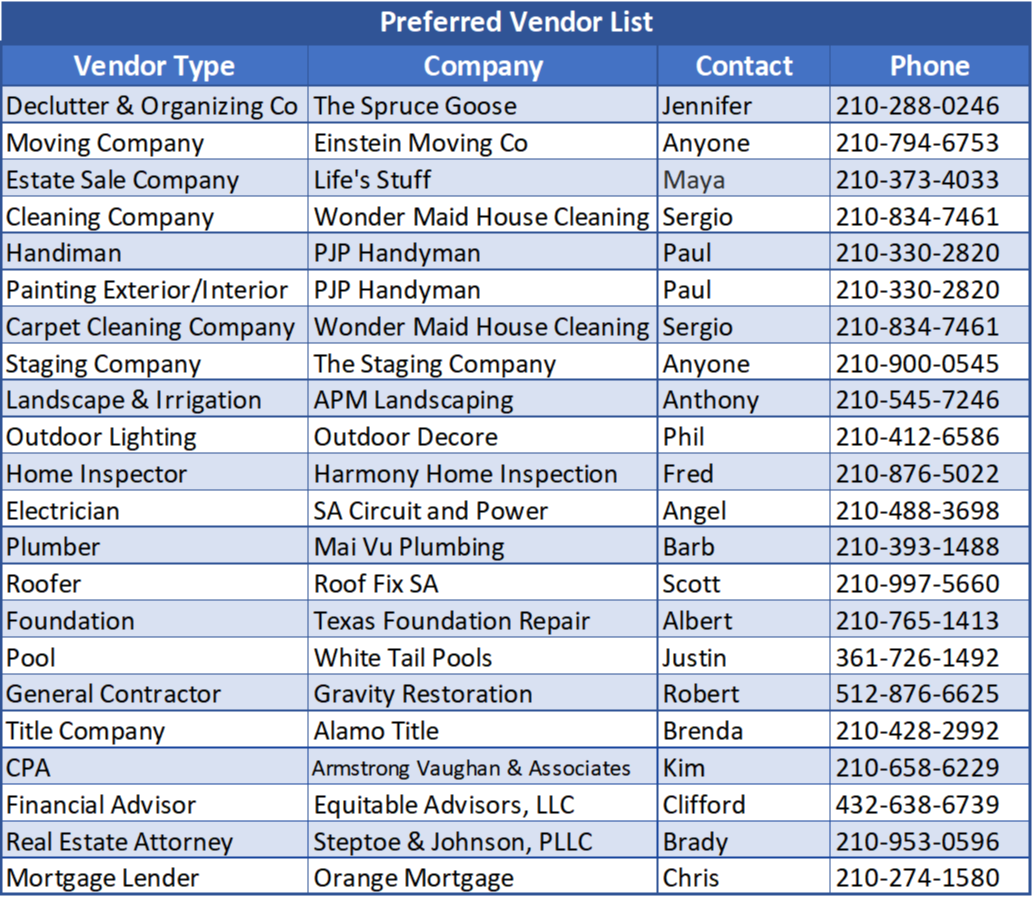 Preferred Vendor List
Vendor Type Company Contact Phone
Declutter & Organizing Co The Spruce Goose Jennifer 210-288-0246
Moving Company Einstein Moving Co Anyone 210-794-6753
Estate Sale Company Life's Stuff Maya 210-373-4033
Cleaning Company Wonder Maid House Cleaning Sergio 210-834-7461
Handiman PJP Handyman Paul 210-330-2820
Painting Exterior/Interior PJP Handyman Paul 210-330-2820
Carpet Cleaning Company Wonder Maid House Cleaning Sergio 210-834-7461
Staging Company The Staging Company Anyone 210-900-0545
Landscape & Irrigation APM Landscaping Anthony 210-545-7246
Outdoor Lighting Outdoor Decore Phil 210-412-6586
Home Inspector Harmony Home Inspection Fred 210-876-5022
Electrician SA Circuit and Power Angel 210-488-3698
Plumber Mai Vu Plumbing Barb 210-393-1488
Roofer Roof Fix SA Scott 210-997-5660
Foundation Texas Foundation Repair Albert 210-765-1413
Pool White Tail Pools Justin 361-726-1492
General Contractor Gravity Restoration Robert 512-876-6625
Title Company Alamo Title Brenda 210-428-2992
CPA Armstrong Vaughan & Associates Kim 210-658-6229
Financial Advisor Equitable Advisors, LLC Clifford 432-638-6739
Real Estate Attorney Steptoe & Johnson, PLLC Brady 210-953-0596
Mortgage Lender Orange Mortgage Chris 210-274-1580